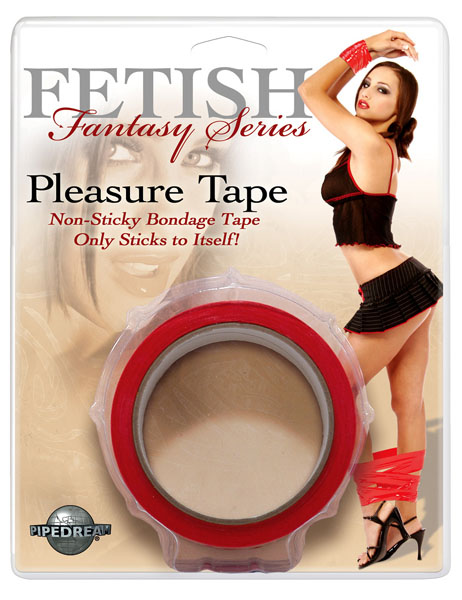 FETISH
Fantasy Series
Pleasure Tape
Non-Sticky Bondage Tape
Only Sticks to Itself!
PIPEDREAM